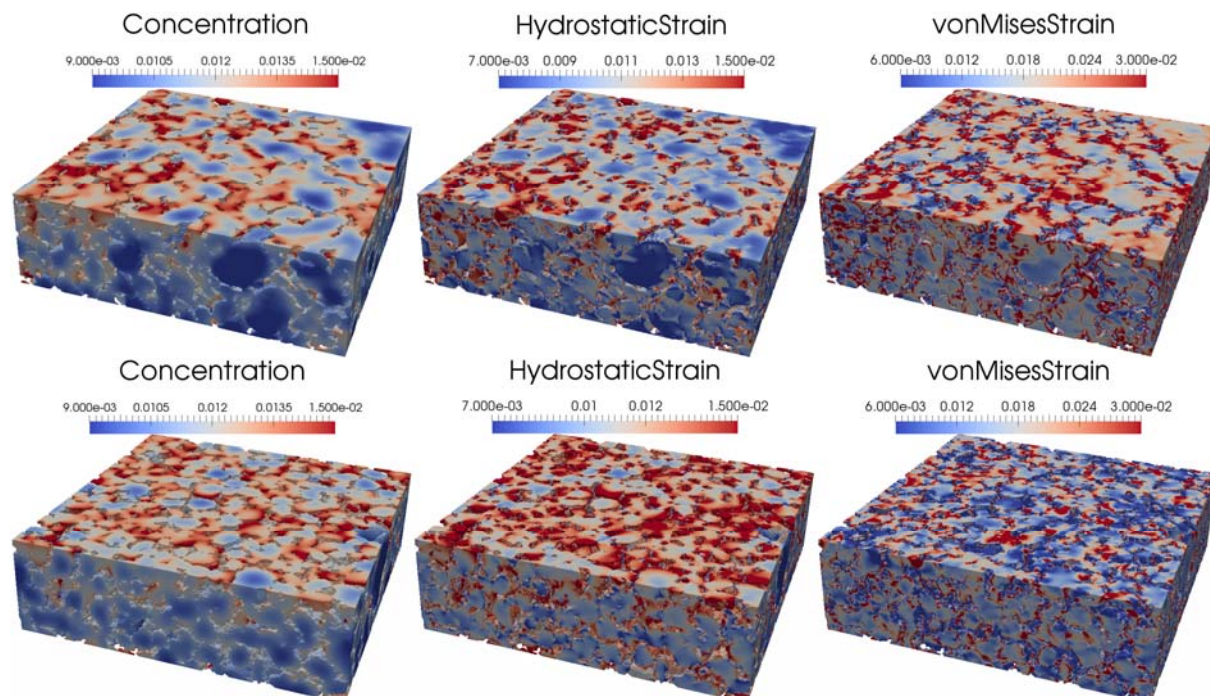 Concentration
9.000e-03 0.0105 0.012 0.0135 1.500e-02
HydrostaticStrain
7.000e-03 0.009 0.011 0.013 1.500e-02
vonMisesStrain
6.000e-03 0.012 0.018 0.024 3.000e-02
Concentration
9.000e-03 0.0105 0.012 0.0135 1.500e-02
HydrostaticStrain
7.000e-03 0.01 0.012 1.500e-02
vonMisesStrain
6.000e-03 0.012 0.018 0.024 3.000e-02